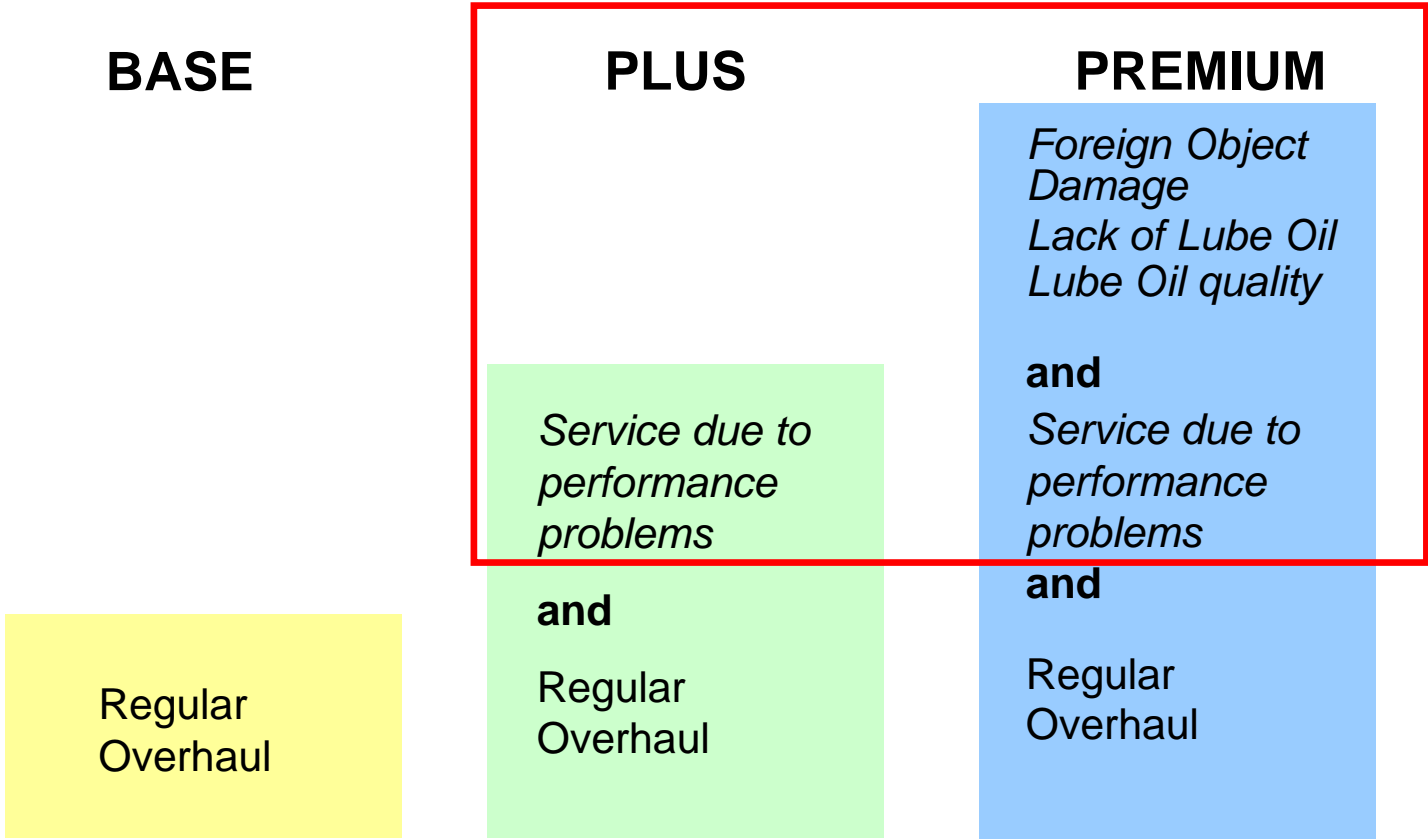 BASE
Regular
Overhaul
PLUS
Service due to
performance
problems
and
Regular
Overhaul
PREMIUM
Foreign Object
Damage
Lack of Lube Oil
Lube Oil quality
and
Service due to
performance
problems
and
Regular
Overhaul